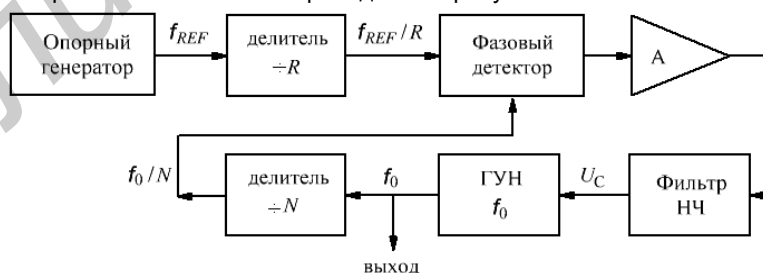 Опорный
генератор
f_REF
делитель
÷R
f_REF / R
Фазовый
детектор
A
f_0 / N
делитель
÷N
f_0
ГУН
f_0
U_C
Фильтр
НЧ
выход